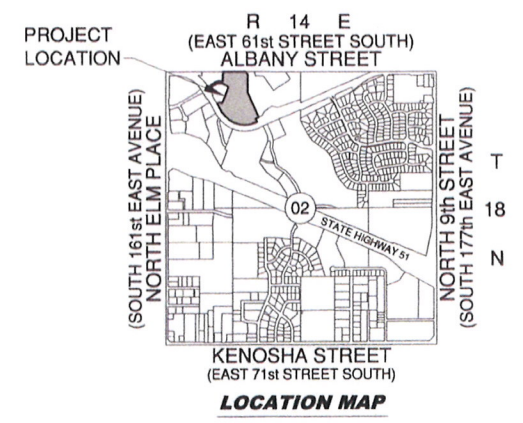 R 14 E
(EAST 61st STREET SOUTH)
ALBANY STREET
PROJECT
LOCATION
(SOUTH 161st EAST AVENUE)
NORTH ELM PLACE
02
STATE HIGHWAY 51
NORTH 9th STREET
(SOUTH 177th EAST AVENUE)
T
18
N
KENOSHA STREET
(EAST 71st STREET SOUTH)
LOCATION MAP